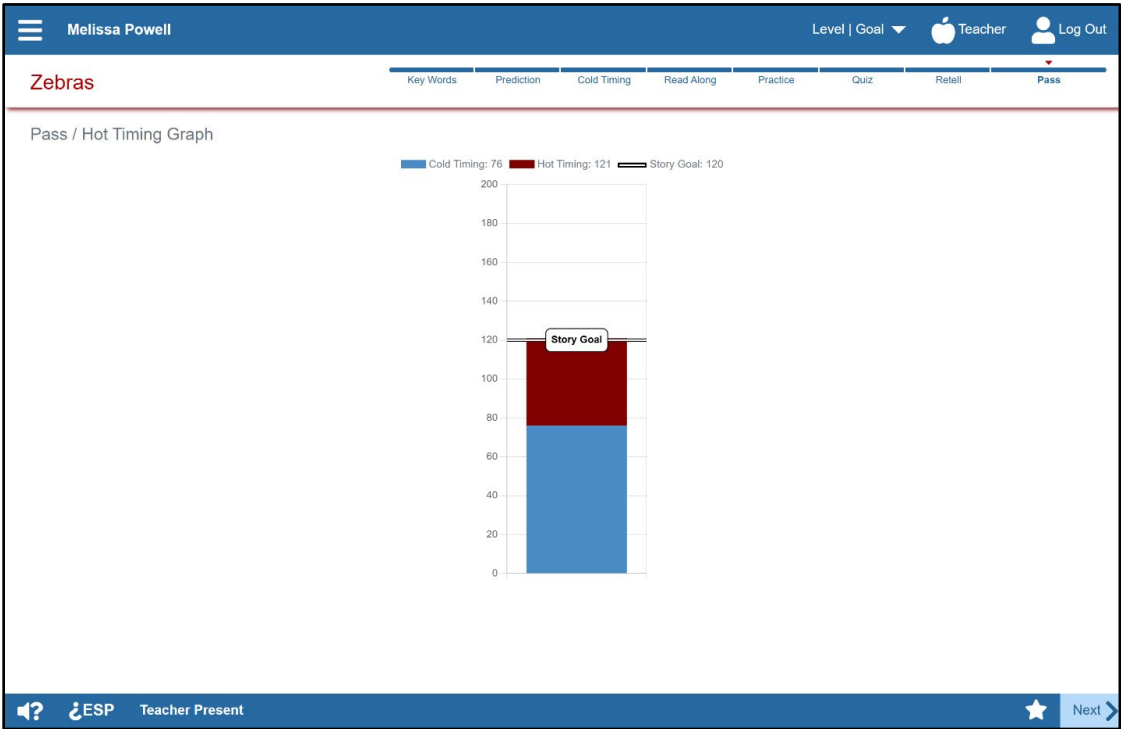 Melissa Powell
Level | Goal
Teacher
Log Out
Zebras
Key Words
Prediction
Cold Timing
Read Along
Practice
Quiz
Retell
Pass
Pass / Hot Timing Graph
Cold Timing: 76
Hot Timing: 121
Story Goal: 120
200
180
160
140
120
Story Goal
100
80
60
40
20
0
?
¿ESP
Teacher Present
Next